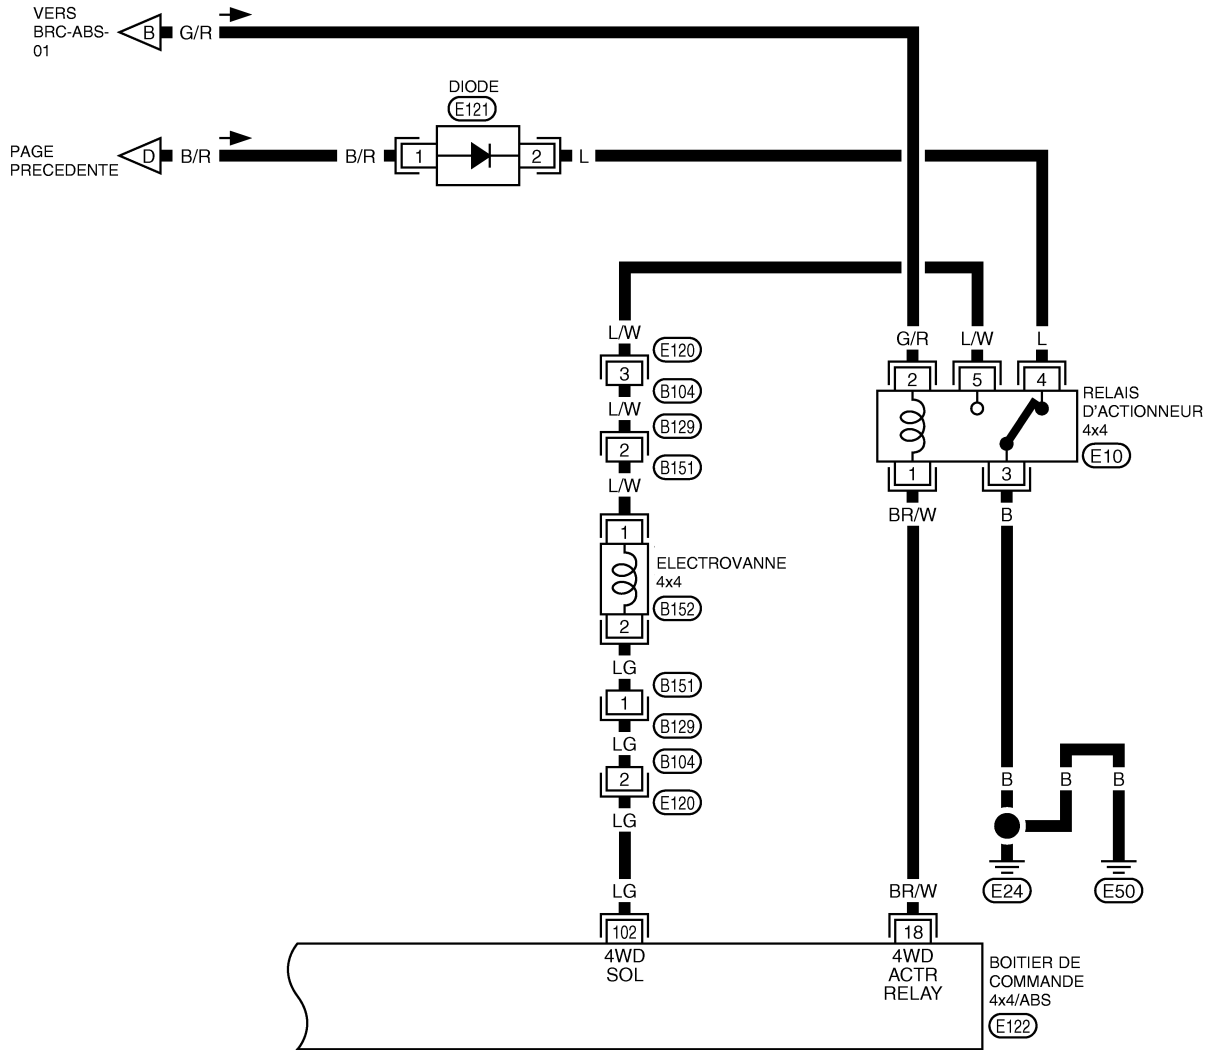 VERS
BRC-ABS-
01
B
G/R
DIODE
E121
PAGE
PRECEDENTE
D
B/R
B/R
1
2
L
L/W
G/R
L/W
L
3
E120
B104
2
5
4
RELAIS
D'ACTIONNEUR
4x4
E10
L/W
B129
2
B151
1
3
L/W
BR/W
B
1
ELECTROVANNE
4x4
B152
2
LG
B151
1
B129
LG
B104
2
E120
B
B
B
LG
LG
BR/W
E24
E50
102
18
4WD
SOL
4WD
ACTR
RELAY
BOITIER DE
COMMANDE
4x4/ABS
E122